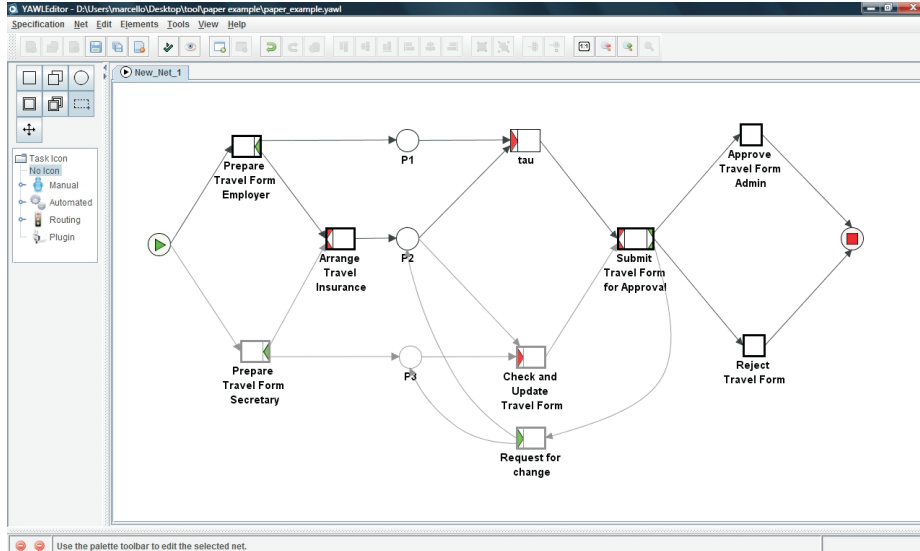 YAWLEditor - D:\Users\marcello\Desktop\tool\paper example\paper_example.yawl
Specification Net Edit Elements Tools View Help
New_Net_1
Task Icon
No Icon
Manual
Automated
Routing
Plugin
Prepare
Travel Form
Employer
P1
tau
Approve
Travel Form
Admin
Arrange
Travel
Insurance
P2
Submit
Travel Form
for Approval
Prepare
Travel Form
Secretary
P3
Check and
Update
Travel Form
Reject
Travel Form
Request for
change
Use the palette toolbar to edit the selected net.